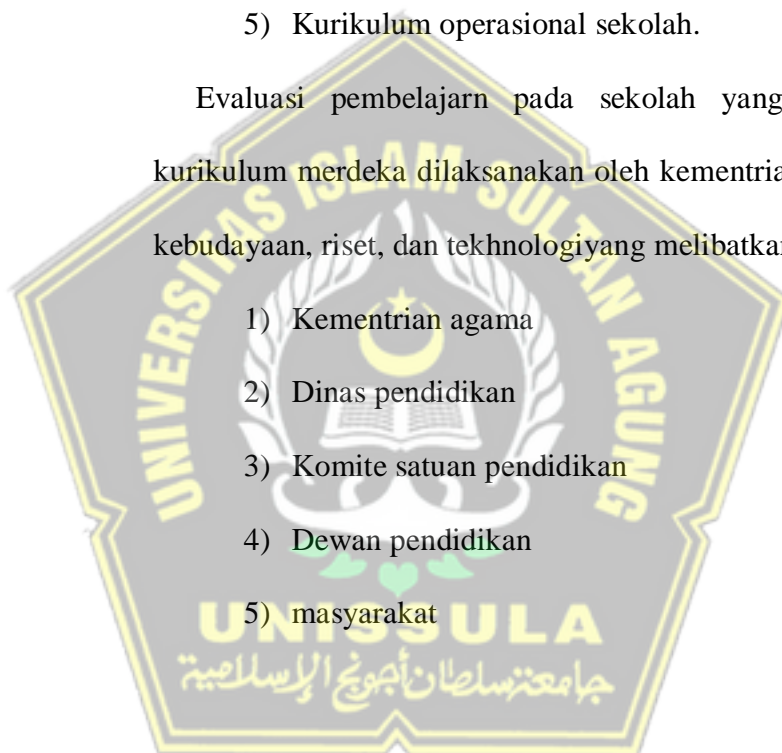 5) Kurikulum operasional sekolah.
Evaluasi pembelajarn pada sekolah yang
kurikulum merdeka dilaksanakan oleh kementria
kebudayaan, riset, dan tekhnologiyang melibatkan
1) Kementrian agama
2) Dinas pendidikan
3) Komite satuan pendidikan
4) Dewan pendidikan
5) masyarakat
UNIVERSITAS ISLAM SULTAN AGUNG
UNISSULA
جامعة سلطان أجونج الإسلامية